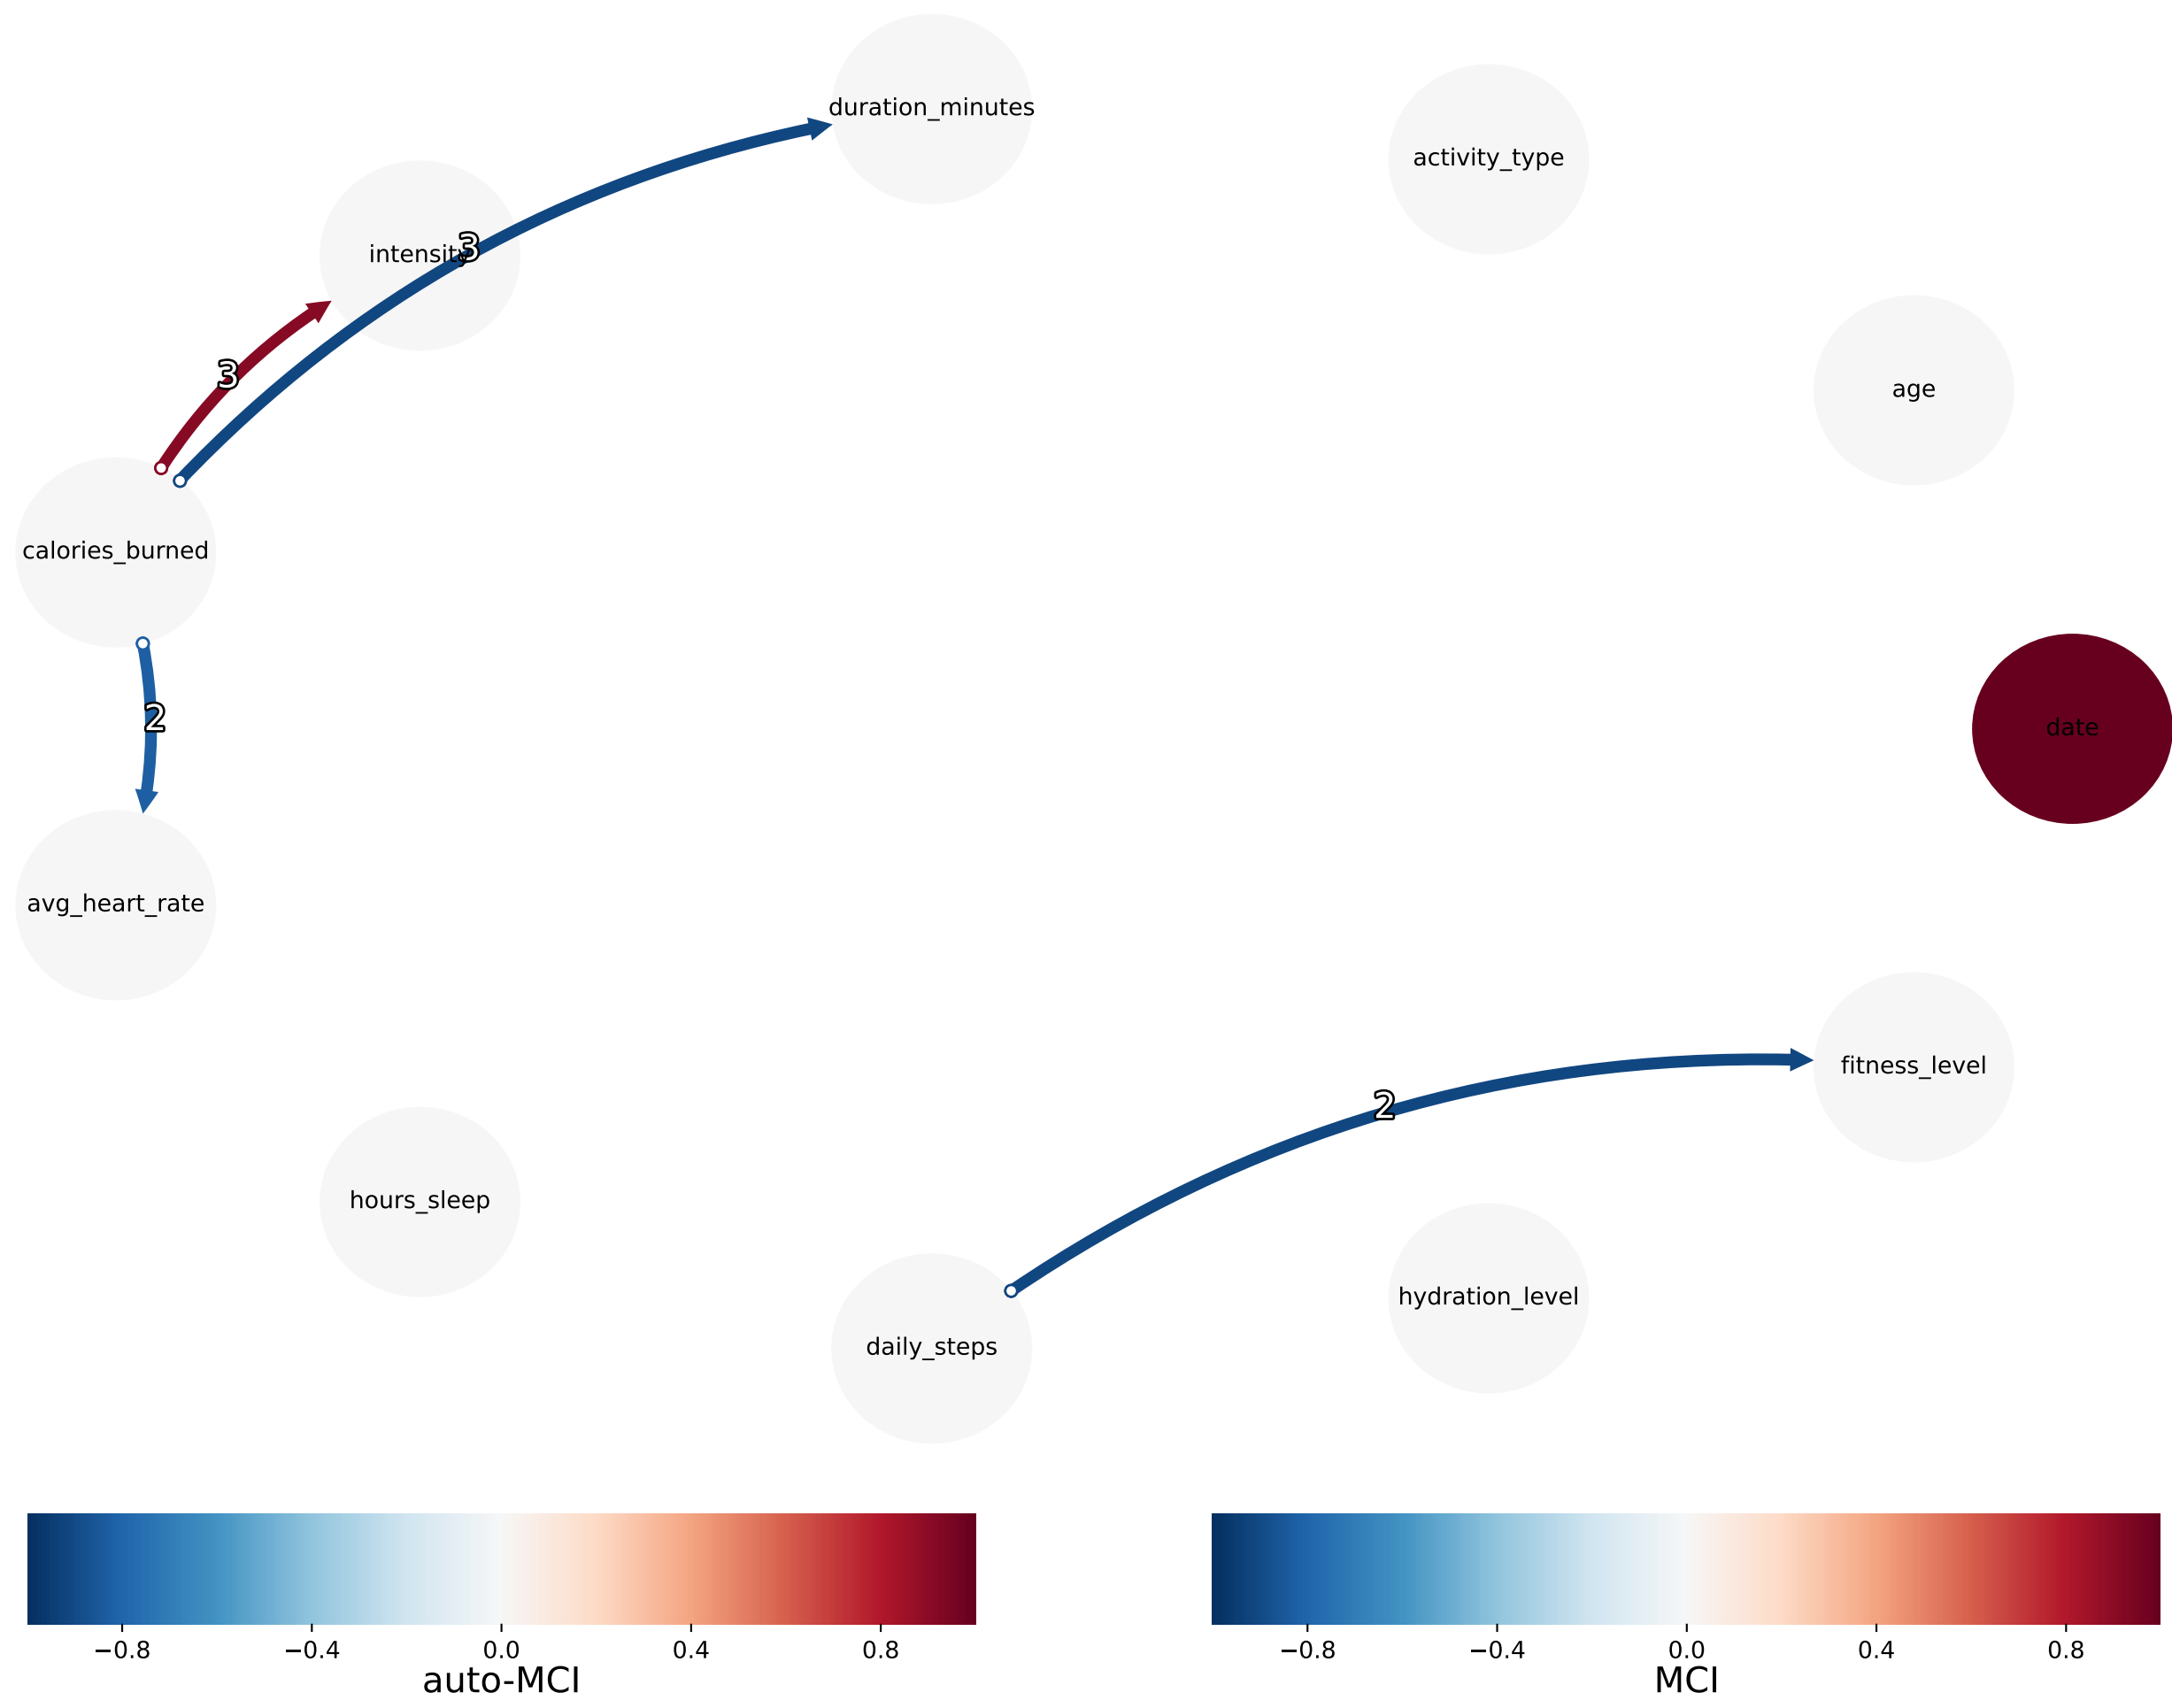 duration_minutes
activity_type
intensity
3
3
age
calories_burned
2
date
avg_heart_rate
fitness_level
2
hours_sleep
hydration_level
daily_steps
−0.8 −0.4 0.0 0.4 0.8
auto-MCI
−0.8 −0.4 0.0 0.4 0.8
MCI